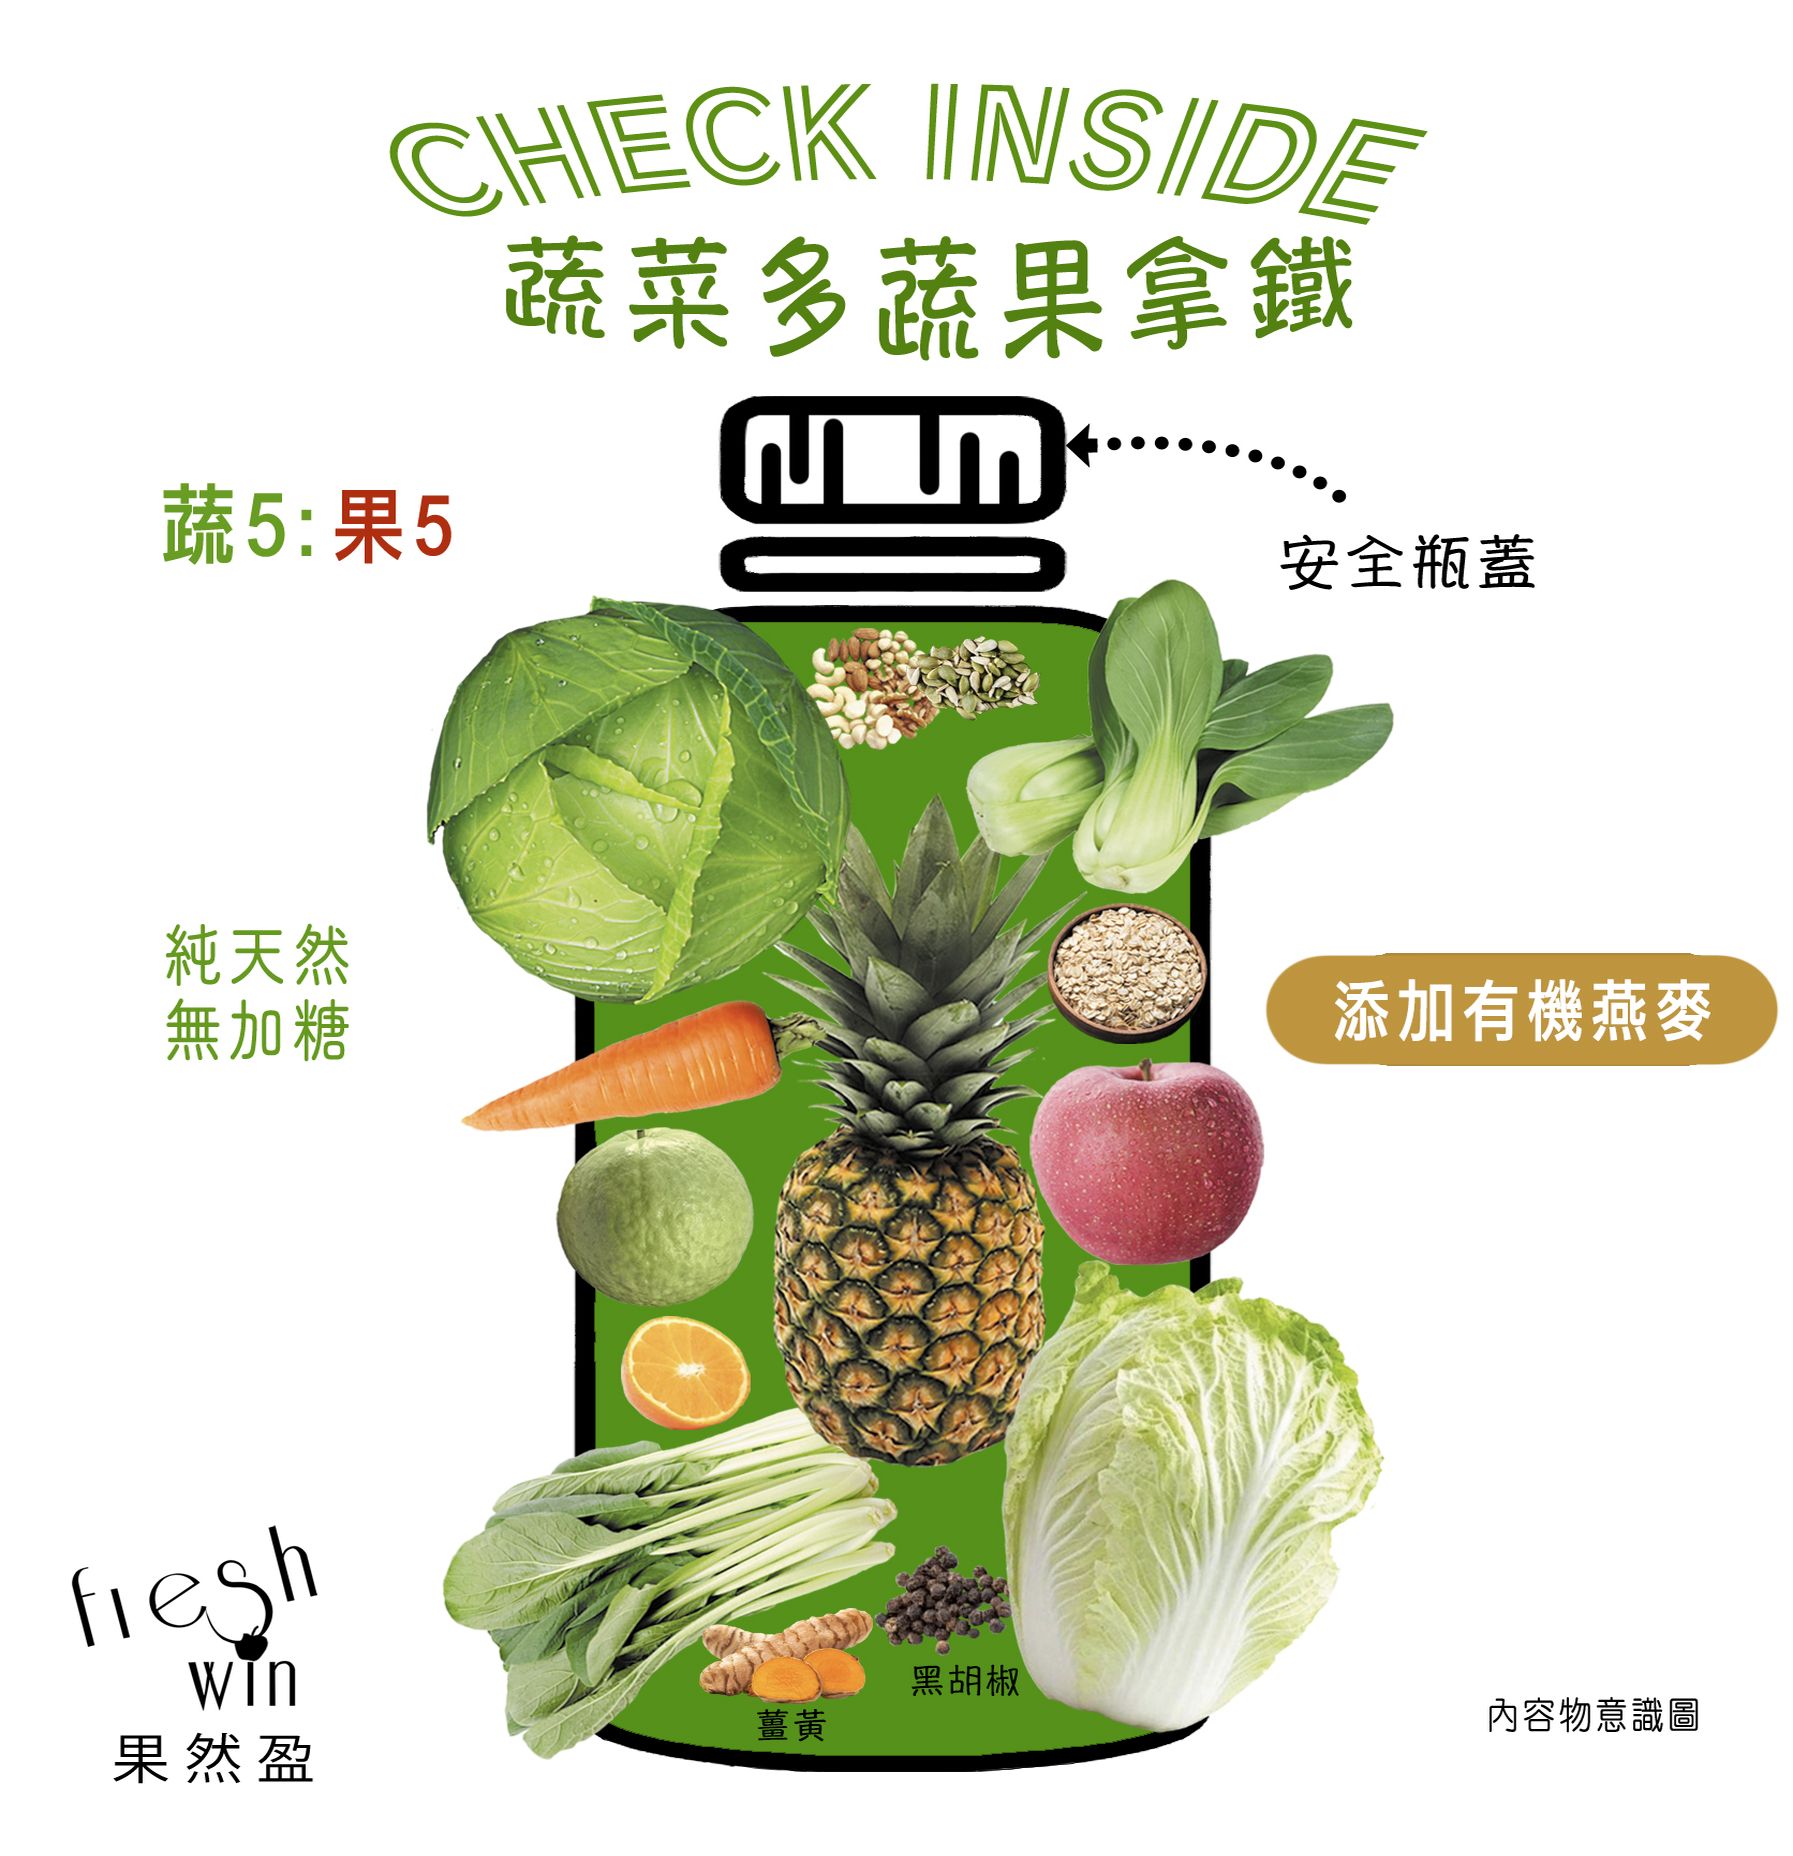 CHECK INSIDE
蔬菜多蔬果拿鐵
蔬5:果5
安全瓶蓋
純天然
無加糖
添加有機燕麥
黑胡椒
薑黃
fresh
win
果然盈
內容物意識圖